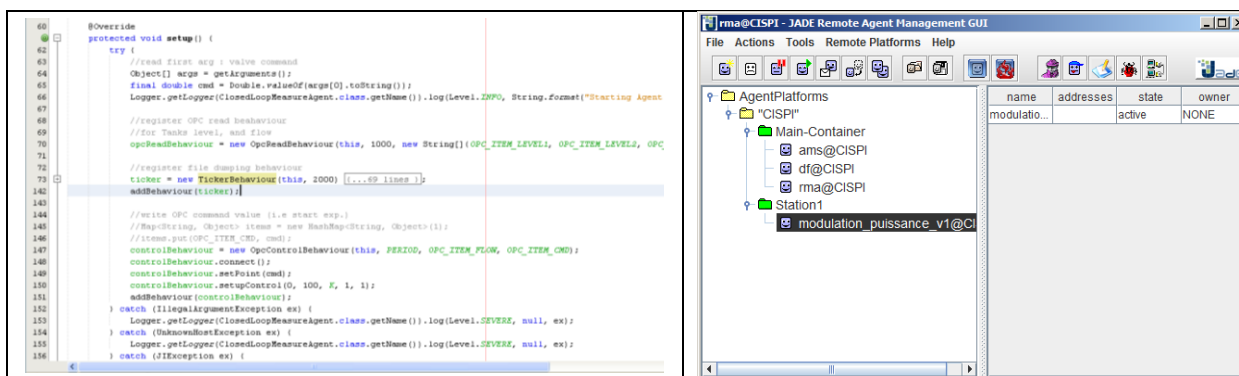 60 @Override
protected void setup() {
62 try {
63 //read first arg : valve command
64 Object[] args = getArguments();
65 final double cmd = Double.valueOf(args[0].toString());
66 Logger.getLogger(ClosedLoopMeasureAgent.class.getName()).log(Level.INFO, String.format("Starting Agent
67
68 //register OPC read beahaviour
69 //for Tanks level, and flow
70 opcReadBehaviour = new OpcReadBehaviour(this, 1000, new String[]{OPC_ITEM_LEVEL1, OPC_ITEM_LEVEL2, OPC_
71
72 //register file dumping behaviour
73 ticker = new TickerBehaviour(this, 2000) {...69 lines };
142 addBehaviour(ticker);
143
144 //write OPC command value (i.e start exp.)
145 //Map<String, Object> items = new HashMap<String, Object>(1);
146 //items.put(OPC_ITEM_CMD, cmd);
147 controlBehaviour = new OpcControlBehaviour(this, PERIOD, OPC_ITEM_FLOW, OPC_ITEM_CMD);
148 controlBehaviour.connect();
149 controlBehaviour.setPoint(cmd);
150 controlBehaviour.setupControl(0, 100, K, 1, 1);
151 addBehaviour(controlBehaviour);
152 } catch (IllegalArgumentException ex) {
153 Logger.getLogger(ClosedLoopMeasureAgent.class.getName()).log(Level.SEVERE, null, ex);
154 } catch (UnknownHostException ex) {
155 Logger.getLogger(ClosedLoopMeasureAgent.class.getName()).log(Level.SEVERE, null, ex);
156 } catch (JIException ex) {
rma@CISPI - JADE Remote Agent Management GUI
File Actions Tools Remote Platforms Help
Jade
AgentPlatforms
"CISPI"
Main-Container
ams@CISPI
df@CISPI
rma@CISPI
Station1
modulation_puissance_v1@CI
name addresses state owner
modulatio... active NONE